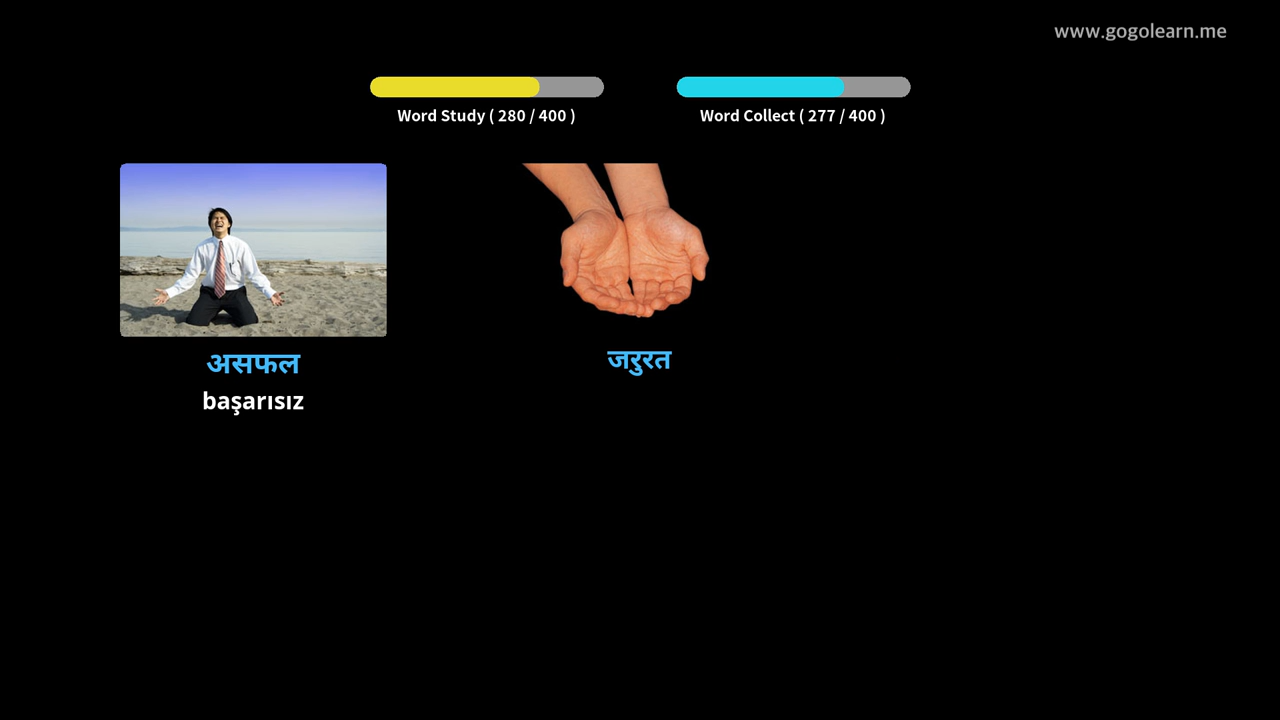 www.gogolearn.me
Word Study ( 280 / 400 )
Word Collect ( 277 / 400 )
असफल
başarısız
जरुरत